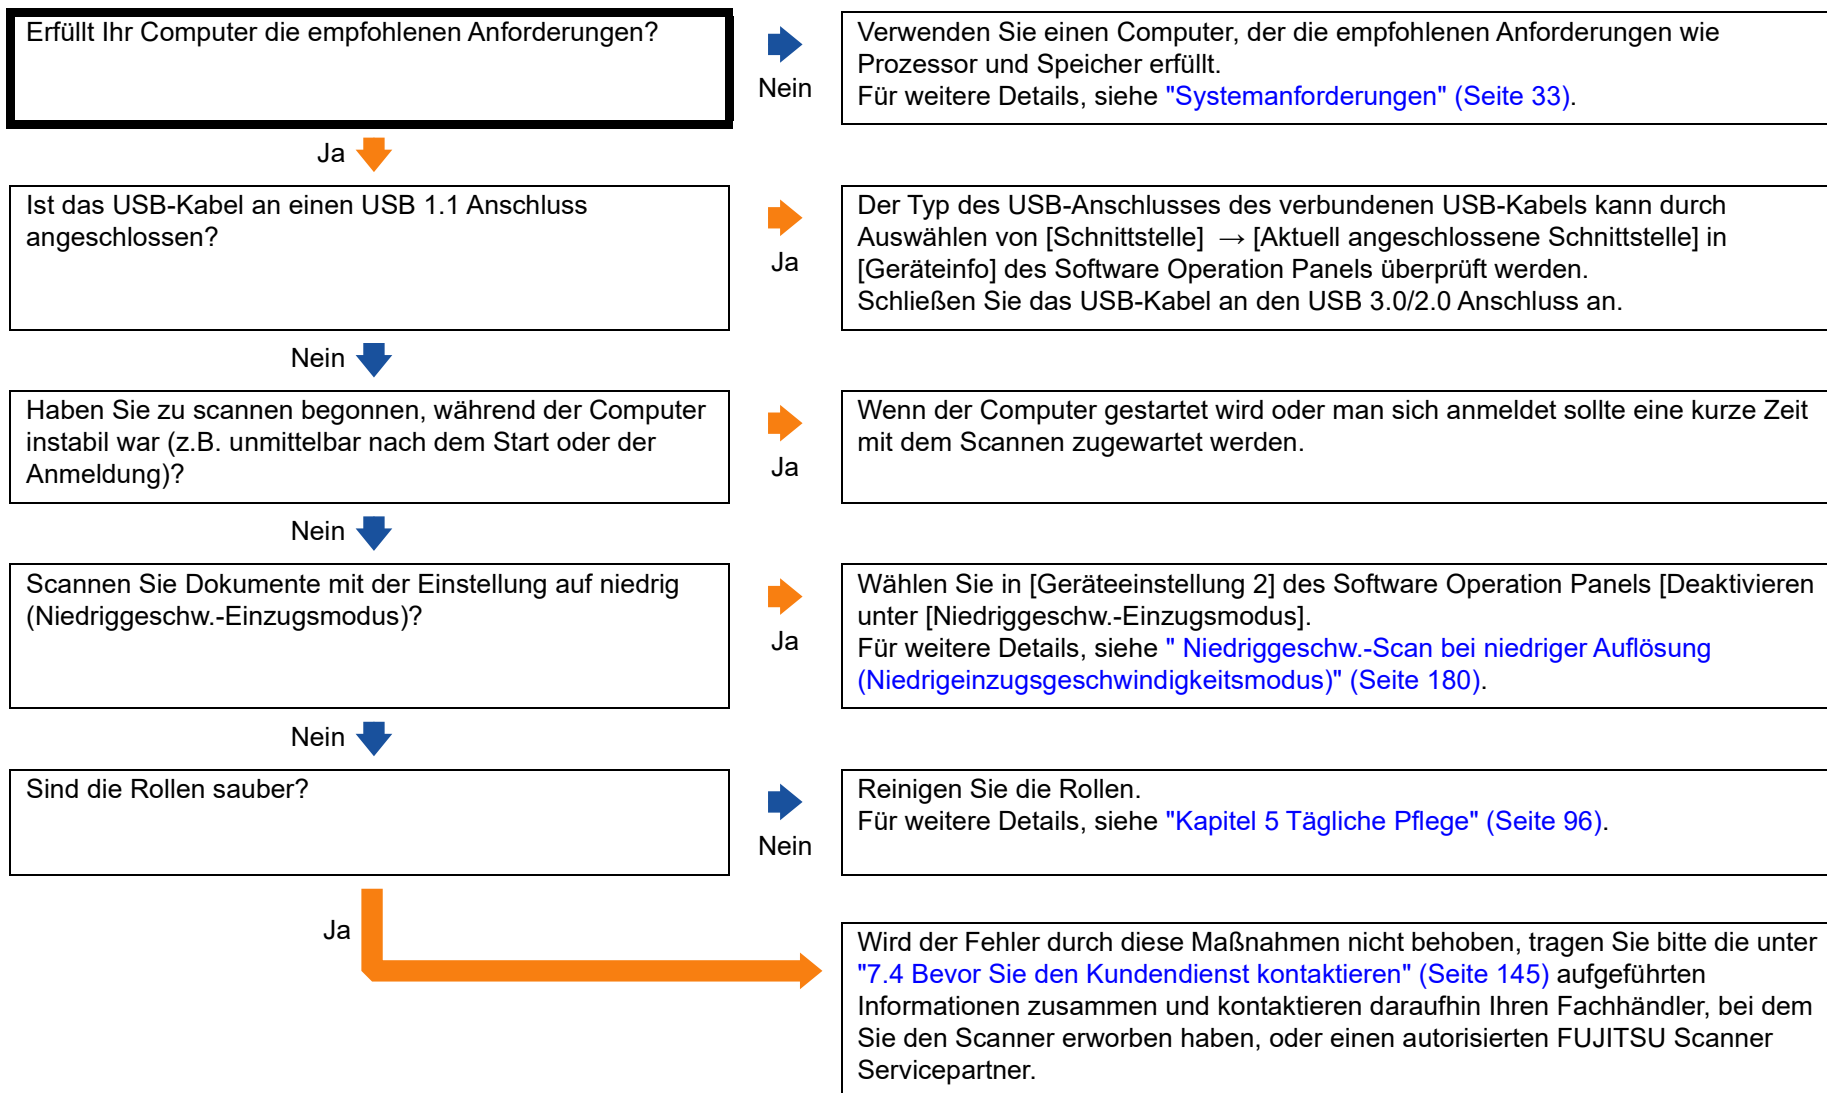 Erfüllt Ihr Computer die empfohlenen Anforderungen?
Nein
Verwenden Sie einen Computer, der die empfohlenen Anforderungen wie
Prozessor und Speicher erfüllt.
Für weitere Details, siehe "Systemanforderungen" (Seite 33).
Ja
Ist das USB-Kabel an einen USB 1.1 Anschluss
angeschlossen?
Ja
Der Typ des USB-Anschlusses des verbundenen USB-Kabels kann durch
Auswählen von [Schnittstelle] → [Aktuell angeschlossene Schnittstelle] in
[Geräteinfo] des Software Operation Panels überprüft werden.
Schließen Sie das USB-Kabel an den USB 3.0/2.0 Anschluss an.
Nein
Haben Sie zu scannen begonnen, während der Computer
instabil war (z.B. unmittelbar nach dem Start oder der
Anmeldung)?
Ja
Wenn der Computer gestartet wird oder man sich anmeldet sollte eine kurze Zeit
mit dem Scannen zugewartet werden.
Nein
Scannen Sie Dokumente mit der Einstellung auf niedrig
(Niedriggeschw.-Einzugsmodus)?
Ja
Wählen Sie in [Geräteeinstellung 2] des Software Operation Panels [Deaktivieren
unter [Niedriggeschw.-Einzugsmodus].
Für weitere Details, siehe " Niedriggeschw.-Scan bei niedriger Auflösung
(Niedrigeinzugsgeschwindigkeitsmodus)" (Seite 180).
Nein
Sind die Rollen sauber?
Nein
Reinigen Sie die Rollen.
Für weitere Details, siehe "Kapitel 5 Tägliche Pflege" (Seite 96).
Ja
Wird der Fehler durch diese Maßnahmen nicht behoben, tragen Sie bitte die unter
"7.4 Bevor Sie den Kundendienst kontaktieren" (Seite 145) aufgeführten
Informationen zusammen und kontaktieren daraufhin Ihren Fachhändler, bei dem
Sie den Scanner erworben haben, oder einen autorisierten FUJITSU Scanner
Servicepartner.